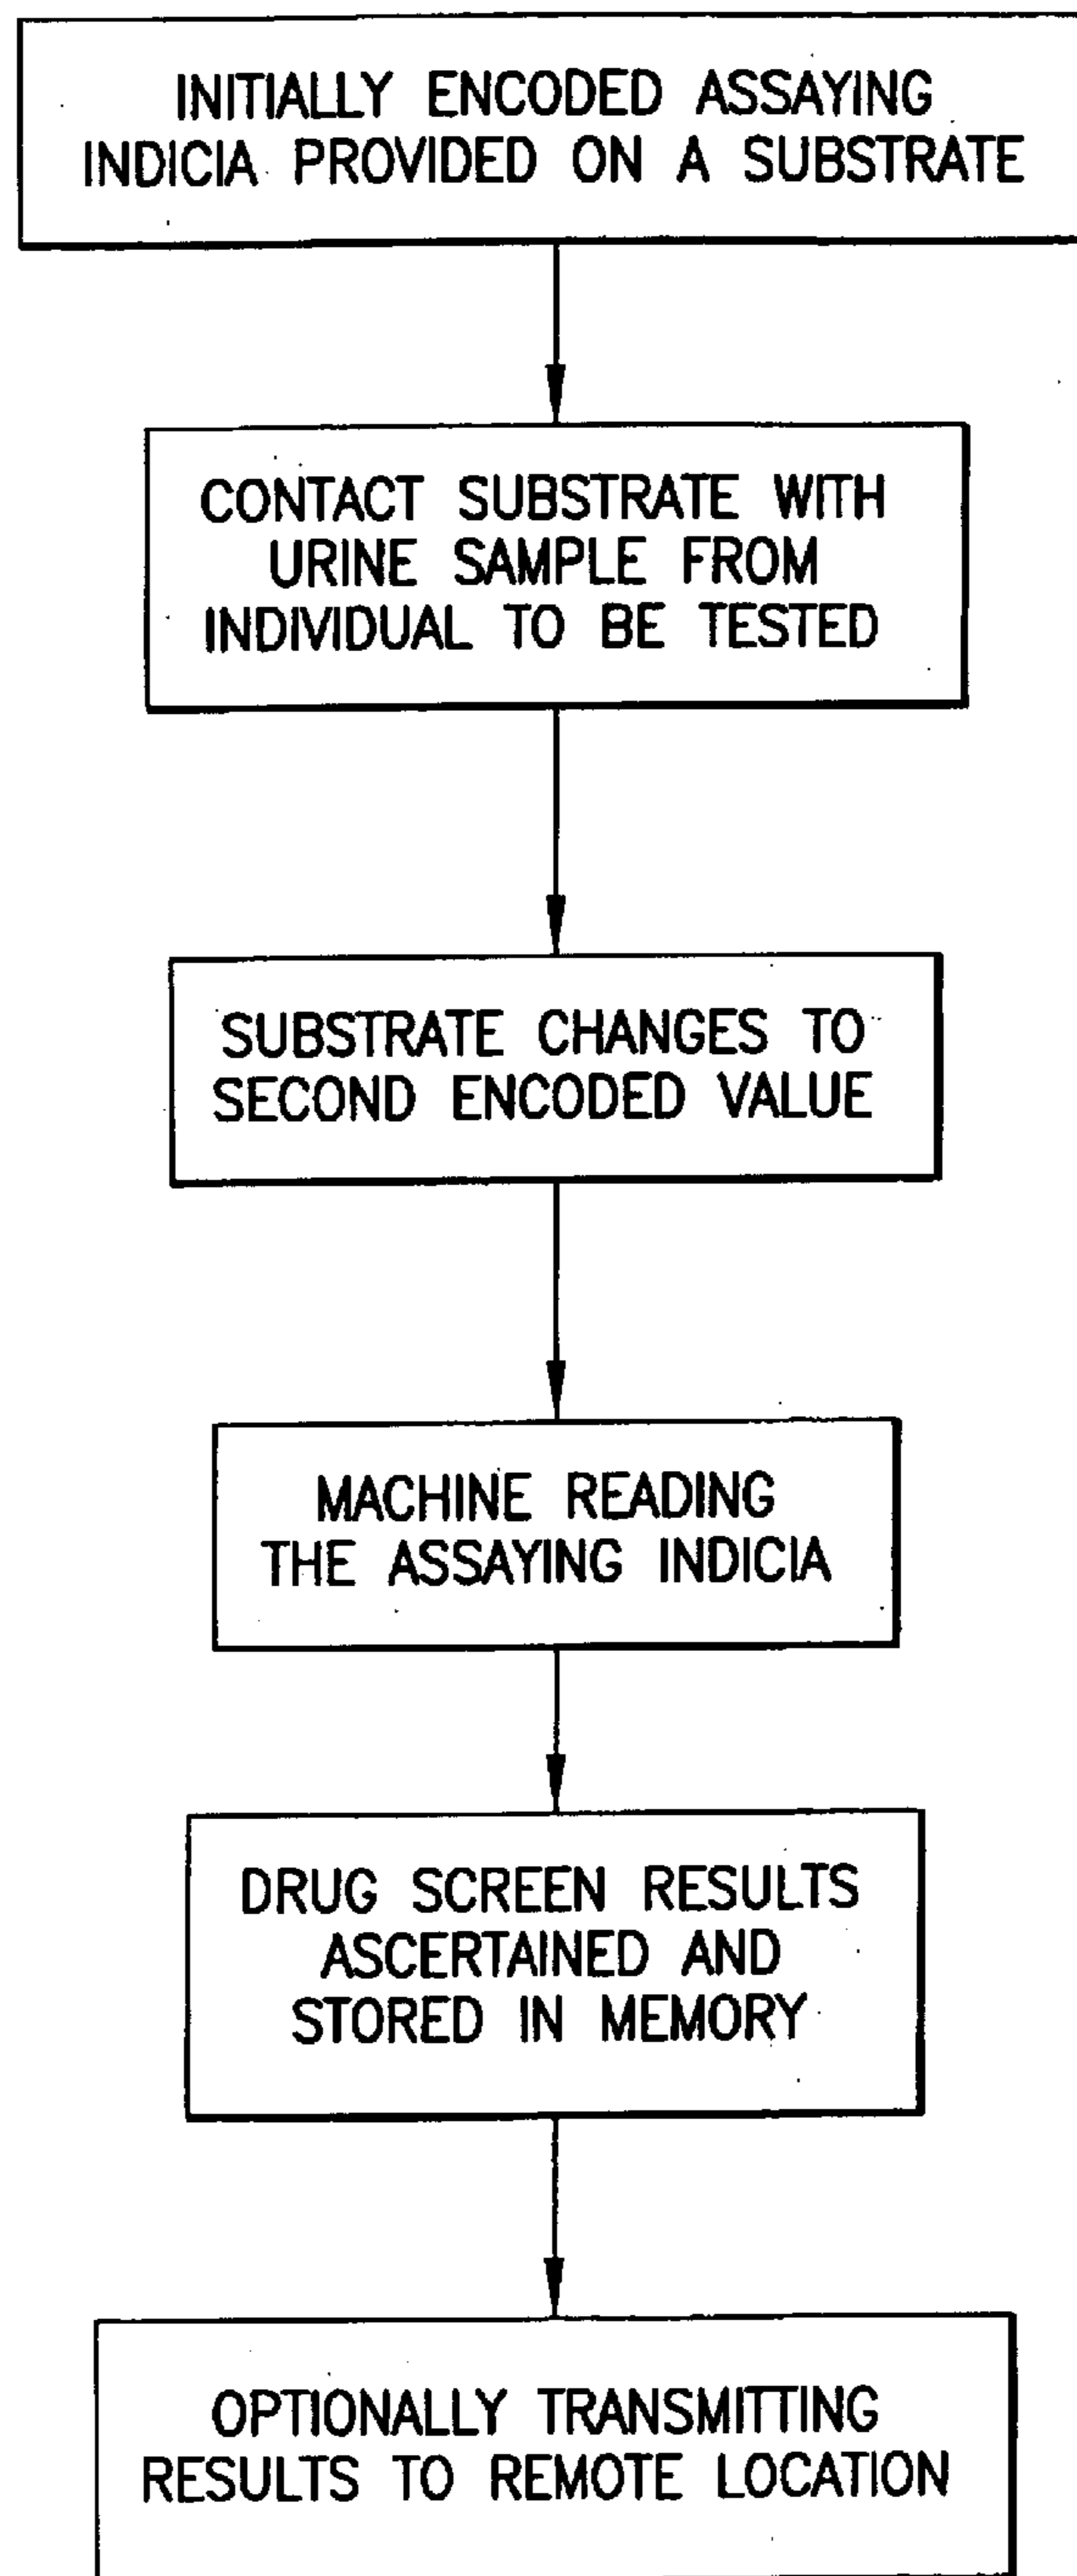 INITIALLY ENCODED ASSAYING
INDICIA PROVIDED ON A SUBSTRATE
CONTACT SUBSTRATE WITH
URINE SAMPLE FROM
INDIVIDUAL TO BE TESTED
SUBSTRATE CHANGES TO
SECOND ENCODED VALUE
MACHINE READING
THE ASSAYING INDICIA
DRUG SCREEN RESULTS
ASCERTAINED AND
STORED IN MEMORY
OPTIONALLY TRANSMITTING
RESULTS TO REMOTE LOCATION